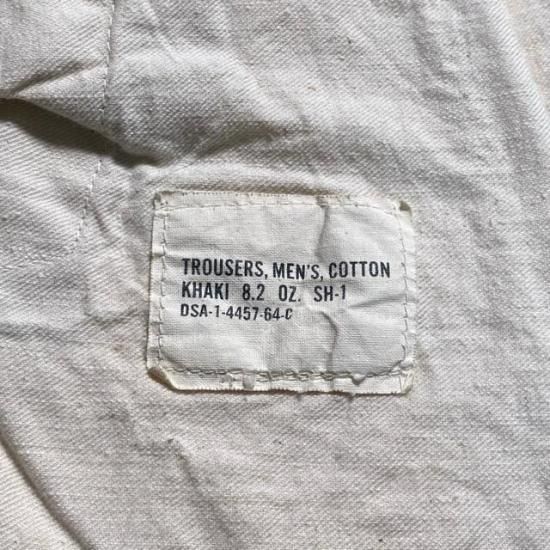 TROUSERS, MEN'S, COTTON
KHAKI 8.2 OZ. SH-1
DSA-1-4457-64-C